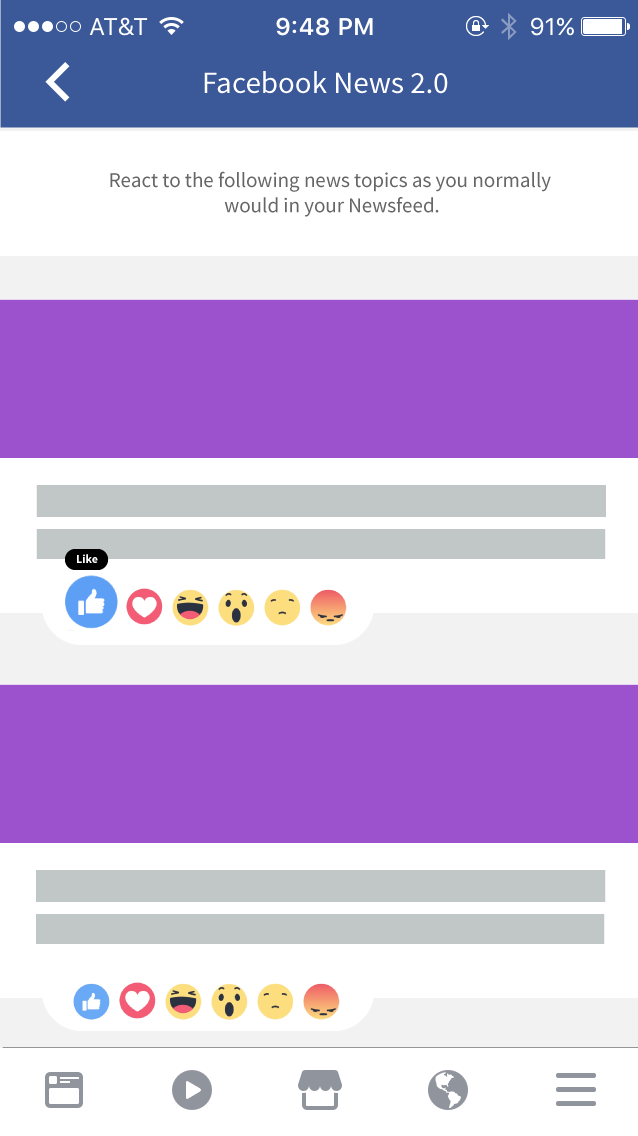 AT&T 9:48 PM 91%
Facebook News 2.0
React to the following news topics as you normally
would in your Newsfeed.
Like